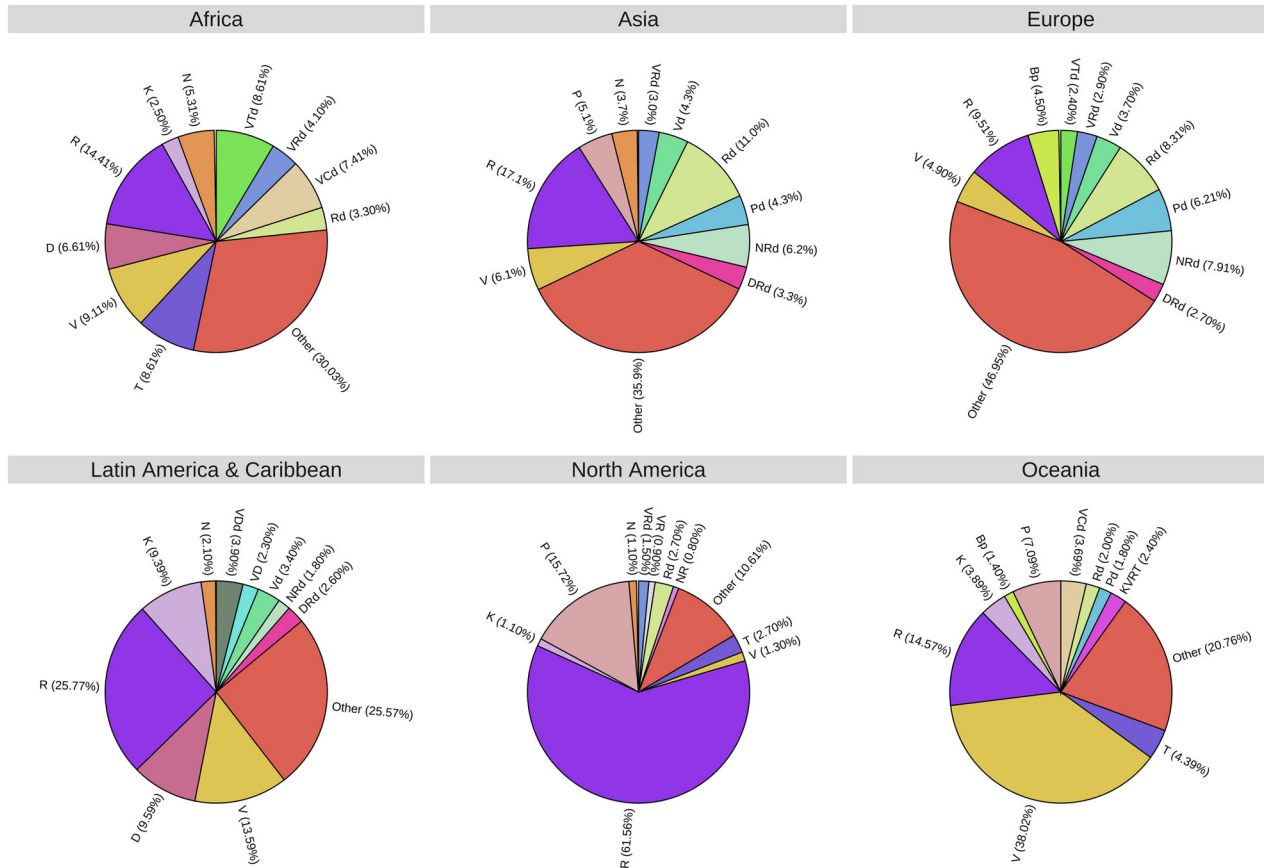 Africa
N (5.31%)
VTd (8.61%)
K (2.50%)
VRd (4.10%)
R (14.41%)
VCd (7.41%)
Rd (3.30%)
D (6.61%)
V (9.11%)
Other (30.03%)
T (8.61%)
Asia
N (3.7%)
VRd (3.0%)
P (5.1%)
Vd (4.3%)
Rd (11.0%)
R (17.1%)
Pd (4.3%)
NRd (6.2%)
V (6.1%)
DRd (3.3%)
Other (35.9%)
Europe
Bp (4.50%)
VTd (2.40%)
VRd (2.90%)
Vd (3.70%)
R (9.51%)
Rd (8.31%)
V (4.90%)
Pd (6.21%)
NRd (7.91%)
DRd (2.70%)
Other (46.95%)
Latin America & Caribbean
N (2.10%)
VDd (3.90%)
VD (2.30%)
Vd (3.40%)
NRd (1.80%)
DRd (2.60%)
K (9.39%)
R (25.77%)
Other (25.57%)
D (9.59%)
V (13.59%)
North America
N (1.10%)
VRd (1.50%)
VR (0.90%)
Rd (2.70%)
NR (0.80%)
P (15.72%)
Other (10.61%)
K (1.10%)
T (2.70%)
V (1.30%)
R (61.56%)
Oceania
P (7.09%)
VCd (3.69%)
Bp (1.40%)
Rd (2.00%)
Pd (1.80%)
KVRT (2.40%)
K (3.89%)
R (14.57%)
Other (20.76%)
T (4.39%)
V (38.02%)